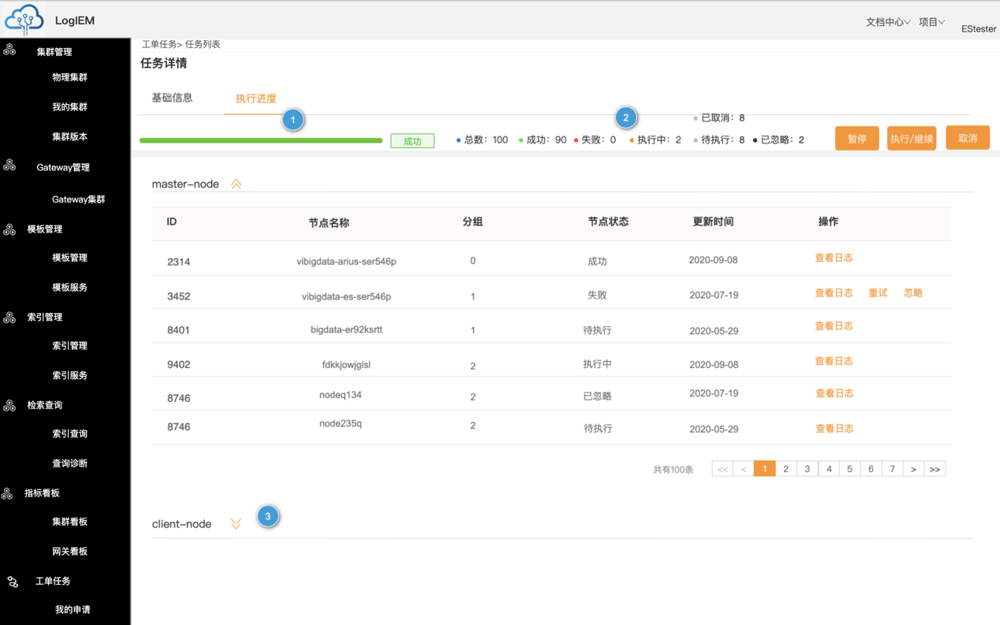 LogIEM
文档中心
项目
EStester
集群管理
物理集群
我的集群
集群版本
Gateway管理
Gateway集群
模板管理
模板管理
模板服务
索引管理
索引管理
索引服务
检索查询
索引查询
查询诊断
指标看板
集群看板
网关看板
工单任务
我的申请
工单任务> 任务列表
任务详情
基础信息
执行进度
1
2
已取消: 8
成功
总数: 100 成功: 90 失败: 0 执行中: 2 待执行: 8 已忽略: 2
暂停
执行/继续
取消
master-node
ID 节点名称 分组 节点状态 更新时间 操作
2314 vibigdata-arius-ser546p 0 成功 2020-09-08 查看日志
3452 vibigdata-es-ser546p 1 失败 2020-07-19 查看日志 重试 忽略
8401 bigdata-er92ksrtt 1 待执行 2020-05-29 查看日志
9402 fdkkjowjglsl 2 执行中 2020-09-08 查看日志
8746 nodeq134 2 已忽略 2020-07-19 查看日志
8746 node235q 2 待执行 2020-05-29 查看日志
共有100条 << < 1 2 3 4 5 6 7 > >>
client-node
3